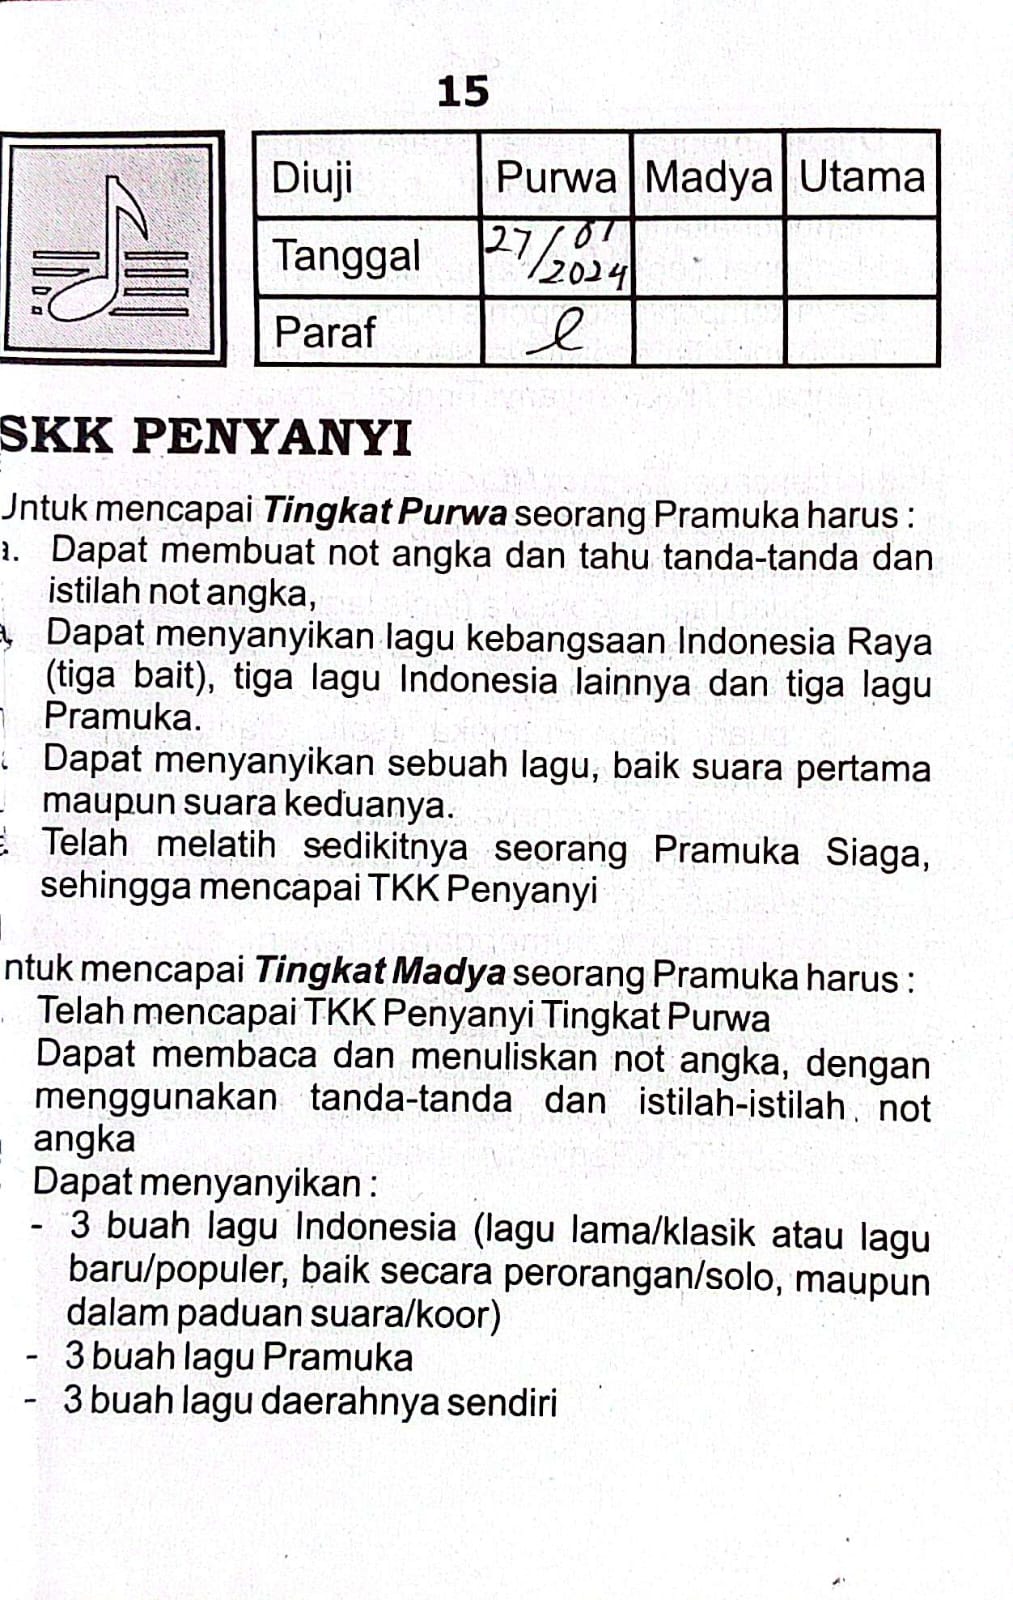 15
Diuji Purwa Madya Utama
Tanggal 27/01
2024
Paraf
SKK PENYANYI
Untuk mencapai Tingkat Purwa seorang Pramuka harus :
a. Dapat membuat not angka dan tahu tanda-tanda dan
istilah not angka,
Dapat menyanyikan lagu kebangsaan Indonesia Raya
(tiga bait), tiga lagu Indonesia lainnya dan tiga lagu
Pramuka.
Dapat menyanyikan sebuah lagu, baik suara pertama
maupun suara keduanya.
Telah melatih sedikitnya seorang Pramuka Siaga,
sehingga mencapai TKK Penyanyi
ntuk mencapai Tingkat Madya seorang Pramuka harus :
Telah mencapai TKK Penyanyi Tingkat Purwa
Dapat membaca dan menuliskan not angka, dengan
menggunakan tanda-tanda dan istilah-istilah not
angka
Dapat menyanyikan :
- 3 buah lagu Indonesia (lagu lama/klasik atau lagu
baru/populer, baik secara perorangan/solo, maupun
dalam paduan suara/koor)
- 3 buah lagu Pramuka
- 3 buah lagu daerahnya sendiri